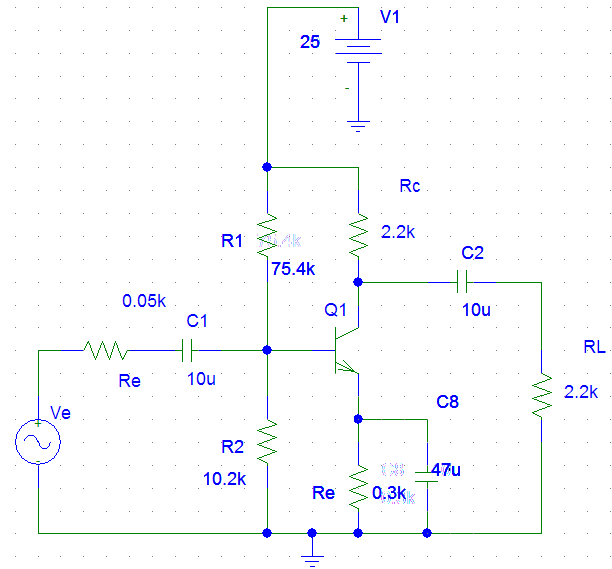 V1
+
25
-
Rc
R1
2.2k
75.4k
C2
0.05k
Q1
10u
C1
RL
Re
10u
2.2k
Ve
C8
R2
47u
10.2k
Re
0.3k